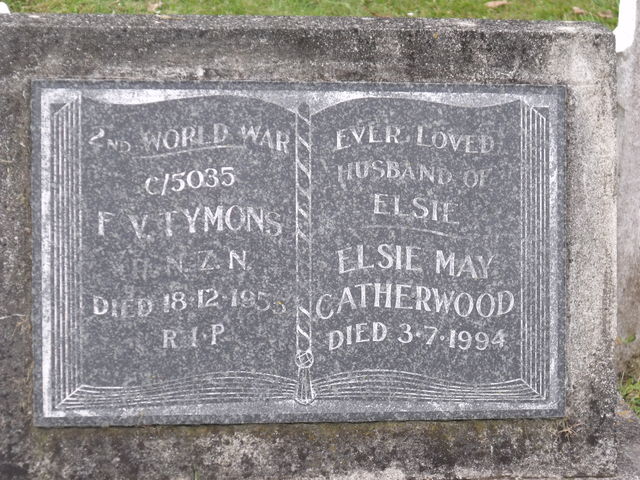 2ND WORLD WAR
C/5035
F. V. TYMONS
N. Z. N.
DIED 18·12·
R·I·P
EVER LOVED
HUSBAND OF
ELSIE
ELSIE MAY
CATHERWOOD
DIED 3·7·1994